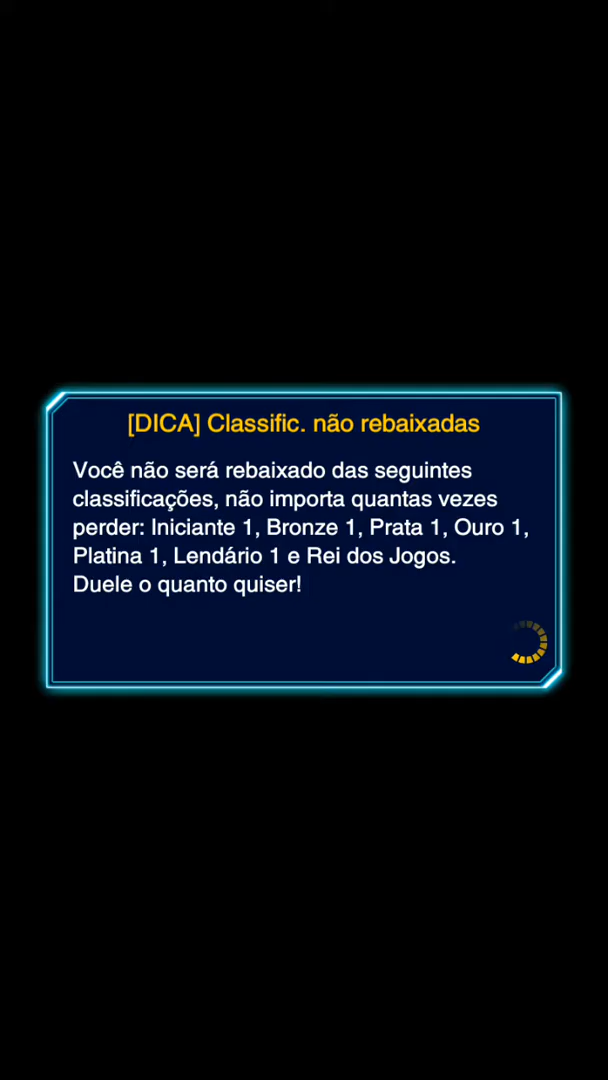 [DICA] Classific. não rebaixadas
Você não será rebaixado das seguintes
classificações, não importa quantas vezes
perder: Iniciante 1, Bronze 1, Prata 1, Ouro 1,
Platina 1, Lendário 1 e Rei dos Jogos.
Duele o quanto quiser!